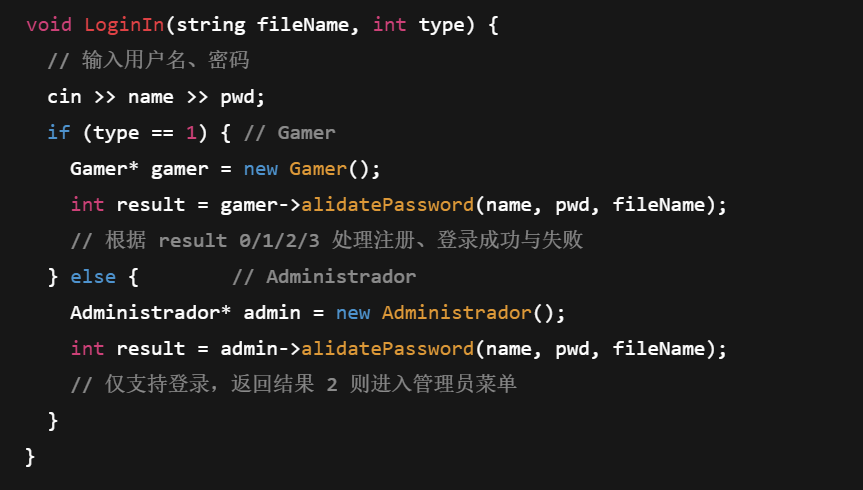 void LoginIn(string fileName, int type) {
  // 输入用户名、密码
  cin >> name >> pwd;
  if (type == 1) { // Gamer
    Gamer* gamer = new Gamer();
    int result = gamer->alidatePassword(name, pwd, fileName);
    // 根据 result 0/1/2/3 处理注册、登录成功与失败
  } else {        // Administrador
    Administrador* admin = new Administrador();
    int result = admin->alidatePassword(name, pwd, fileName);
    // 仅支持登录，返回结果 2 则进入管理员菜单
  }
}